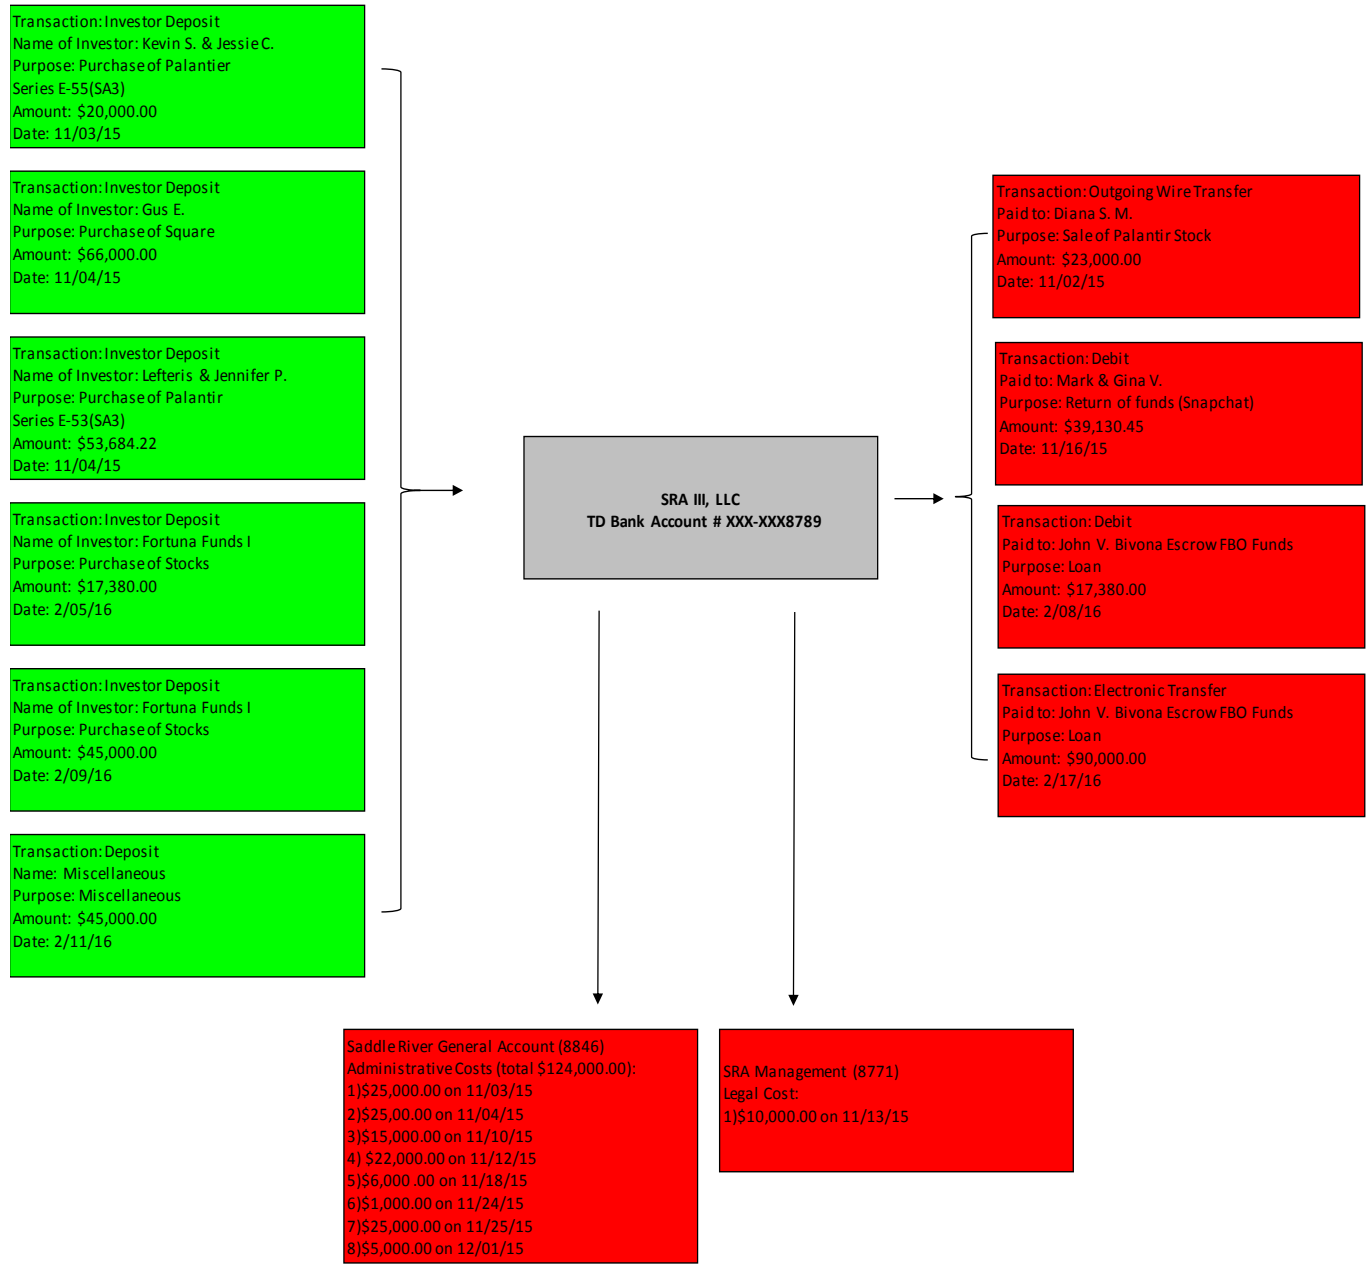 Transaction: Investor Deposit
Name of Investor: Kevin S. & Jessie C.
Purpose: Purchase of Palantier
Series E-55(SA3)
Amount: $20,000.00
Date: 11/03/15
Transaction: Investor Deposit
Name of Investor: Gus E.
Purpose: Purchase of Square
Amount: $66,000.00
Date: 11/04/15
Transaction: Investor Deposit
Name of Investor: Lefteris & Jennifer P.
Purpose: Purchase of Palantir
Series E-53(SA3)
Amount: $53,684.22
Date: 11/04/15
Transaction: Investor Deposit
Name of Investor: Fortuna Funds I
Purpose: Purchase of Stocks
Amount: $17,380.00
Date: 2/05/16
Transaction: Investor Deposit
Name of Investor: Fortuna Funds I
Purpose: Purchase of Stocks
Amount: $45,000.00
Date: 2/09/16
Transaction: Deposit
Name: Miscellaneous
Purpose: Miscellaneous
Amount: $45,000.00
Date: 2/11/16
SRA III, LLC
TD Bank Account # XXX-XXX8789
Transaction: Outgoing Wire Transfer
Paid to: Diana S. M.
Purpose: Sale of Palantir Stock
Amount: $23,000.00
Date: 11/02/15
Transaction: Debit
Paid to: Mark & Gina V.
Purpose: Return of funds (Snapchat)
Amount: $39,130.45
Date: 11/16/15
Transaction: Debit
Paid to: John V. Bivona Escrow FBO Funds
Purpose: Loan
Amount: $17,380.00
Date: 2/08/16
Transaction: Electronic Transfer
Paid to: John V. Bivona Escrow FBO Funds
Purpose: Loan
Amount: $90,000.00
Date: 2/17/16
Saddle River General Account (8846)
Administrative Costs (total $124,000.00):
1)$25,000.00 on 11/03/15
2)$25,00.00 on 11/04/15
3)$15,000.00 on 11/10/15
4) $22,000.00 on 11/12/15
5)$6,000.00 on 11/18/15
6)$1,000.00 on 11/24/15
7)$25,000.00 on 11/25/15
8)$5,000.00 on 12/01/15
SRA Management (8771)
Legal Cost:
1)$10,000.00 on 11/13/15